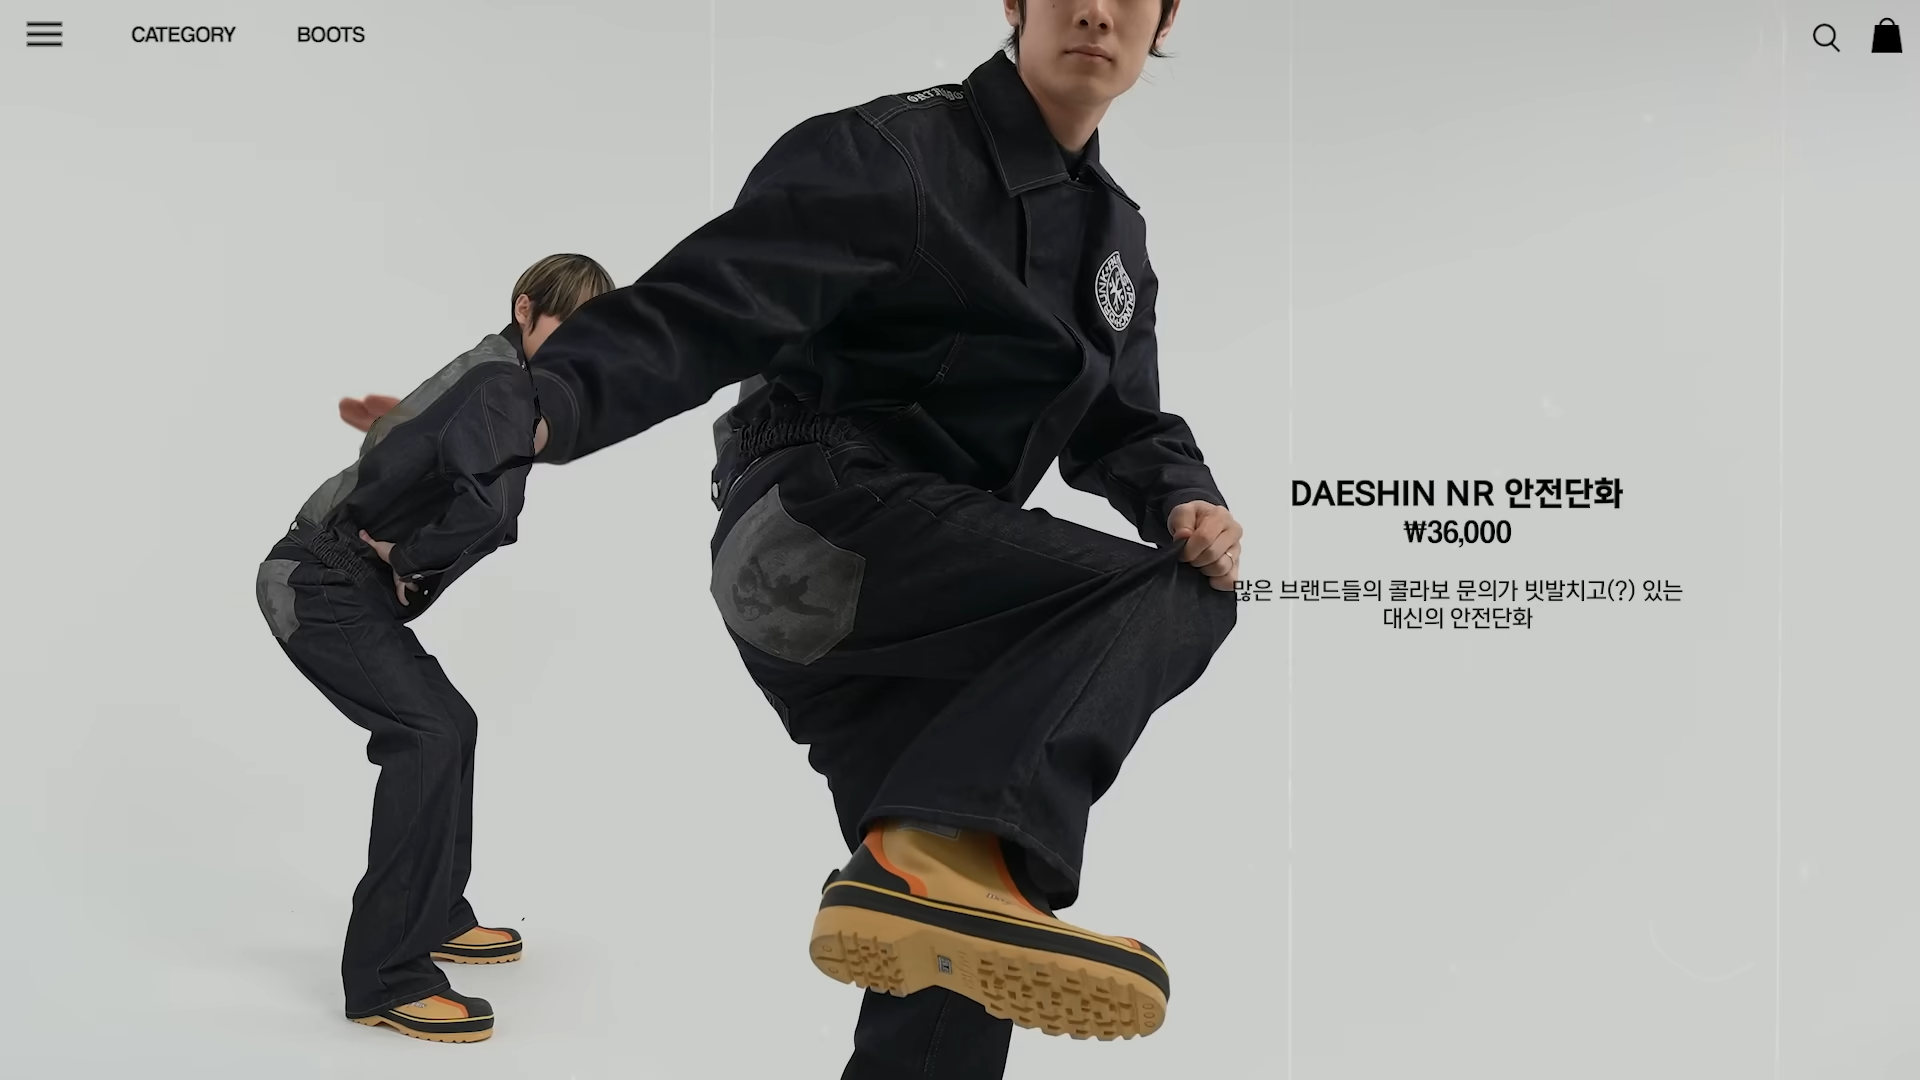 CATEGORY
BOOTS
DAESHIN NR 안전단화
₩36,000
많은 브랜드들의 콜라보 문의가 빗발치고(?) 있는
대신의 안전단화